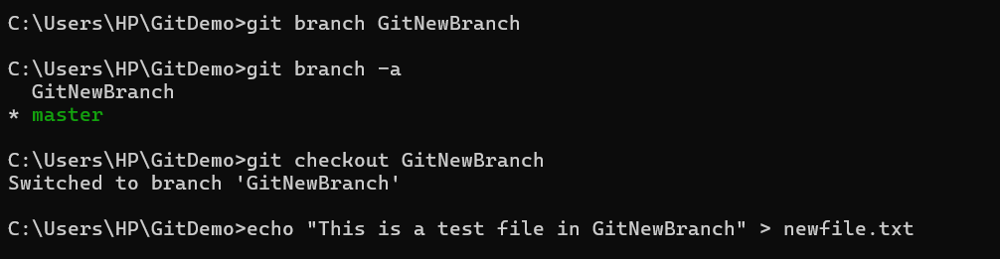 C:\Users\HP\GitDemo>git branch GitNewBranch
C:\Users\HP\GitDemo>git branch -a
  GitNewBranch
* master
C:\Users\HP\GitDemo>git checkout GitNewBranch
Switched to branch 'GitNewBranch'
C:\Users\HP\GitDemo>echo "This is a test file in GitNewBranch" > newfile.txt